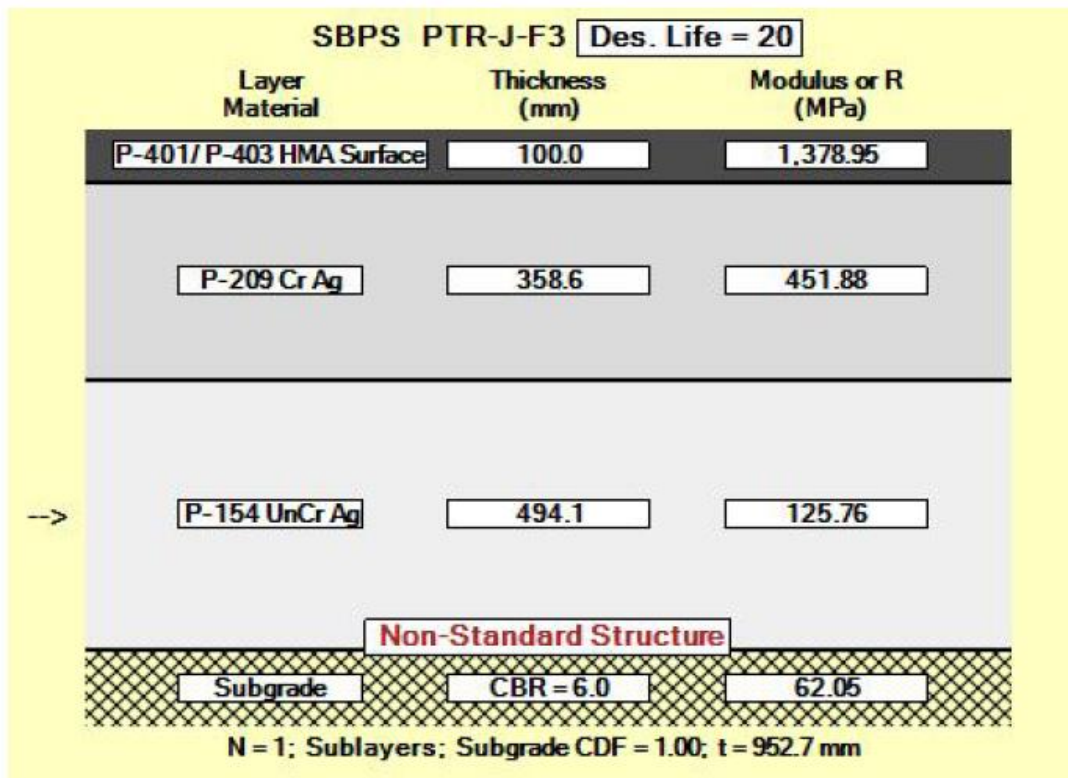 SBPS PTR-J-F3 Des. Life = 20
Layer Material Thickness (mm) Modulus or R (MPa)
P-401/ P-403 HMA Surface 100.0 1,378.95
P-209 Cr Ag 358.6 451.88
--> P-154 UnCr Ag 494.1 125.76
Non-Standard Structure
Subgrade CBR = 6.0 62.05
N = 1; Sublayers; Subgrade CDF = 1.00; t = 952.7 mm